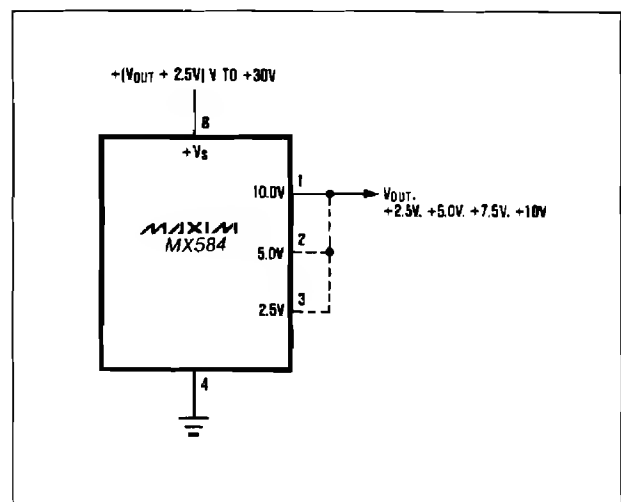 +(VOUT + 2.5V) V TO +30V
8
+VS
10.0V
1
VOUT.
+2.5V. +5.0V. +7.5V. +10V
MAXIM
MX584
5.0V
2
2.5V
3
4